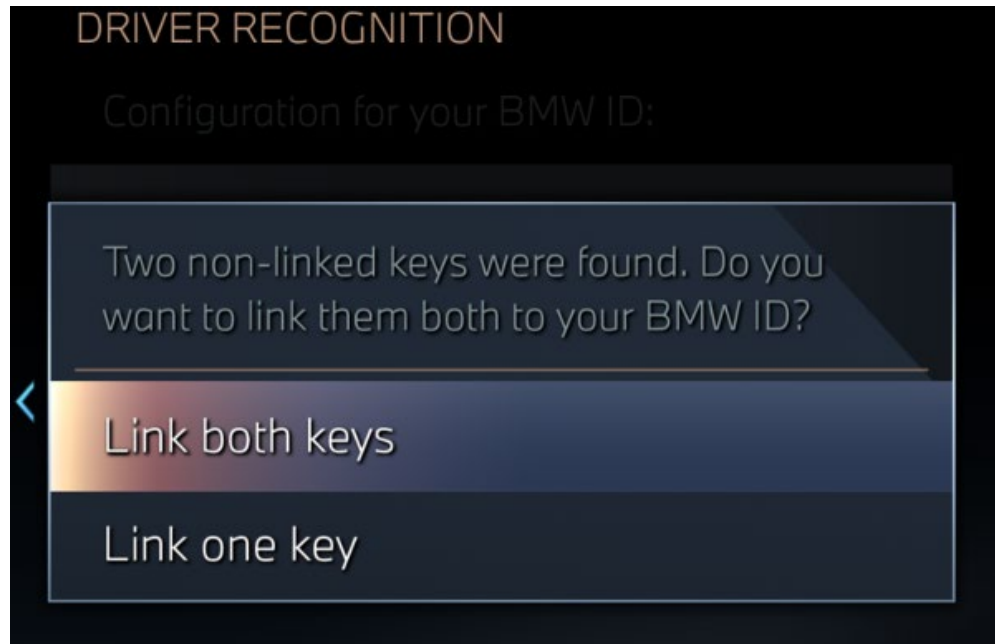 DRIVER RECOGNITION
Configuration for your BMW ID:
Two non-linked keys were found. Do you
want to link them both to your BMW ID?
Link both keys
Link one key